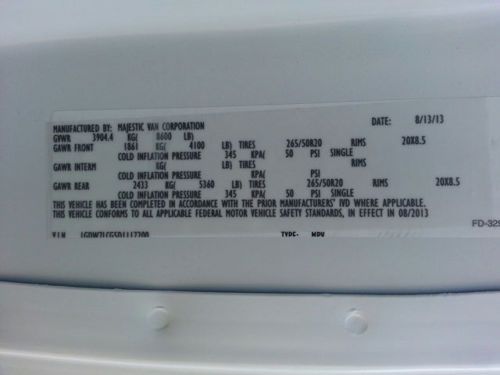 MANUFACTURED BY: MAJESTIC VAN CORPORATION DATE: 8/13/13
GVWR 3904.4 KG( 8600 LB)
GAWR FRONT 1861 KG( 4100 LB) TIRES 265/50R20 RIMS 20X8.5
COLD INFLATION PRESSURE 345 KPA( 50 PSI SINGLE
GAWR INTERM KG( LB) TIRES RIMS
COLD INFLATION PRESSURE KPA( PSI
GAWR REAR 2433 KG( 5360 LB) TIRES 265/50R20 RIMS 20X8.5
COLD INFLATION PRESSURE 345 KPA( 50 PSI SINGLE
THIS VEHICLE HAS BEEN COMPLETED IN ACCORDANCE WITH THE PRIOR MANUFACTURERS' IVD WHERE APPLICABLE.
THIS VEHICLE CONFORMS TO ALL APPLICABLE FEDERAL MOTOR VEHICLE SAFETY STANDARDS, IN EFFECT IN 08/2013
FD-329
V.I.N. TYPE: MPV